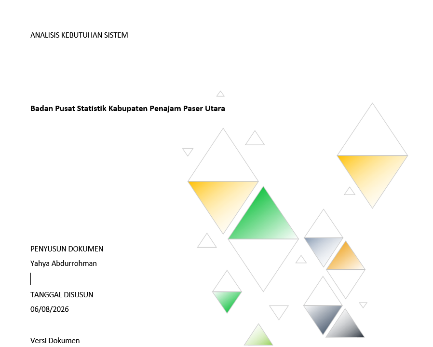 ANALISIS KEBUTUHAN SISTEM
Badan Pusat Statistik Kabupaten Penajam Paser Utara
PENYUSUN DOKUMEN
Yahya Abdurrohman
TANGGAL DISUSUN
06/08/2026
Versi Dokumen